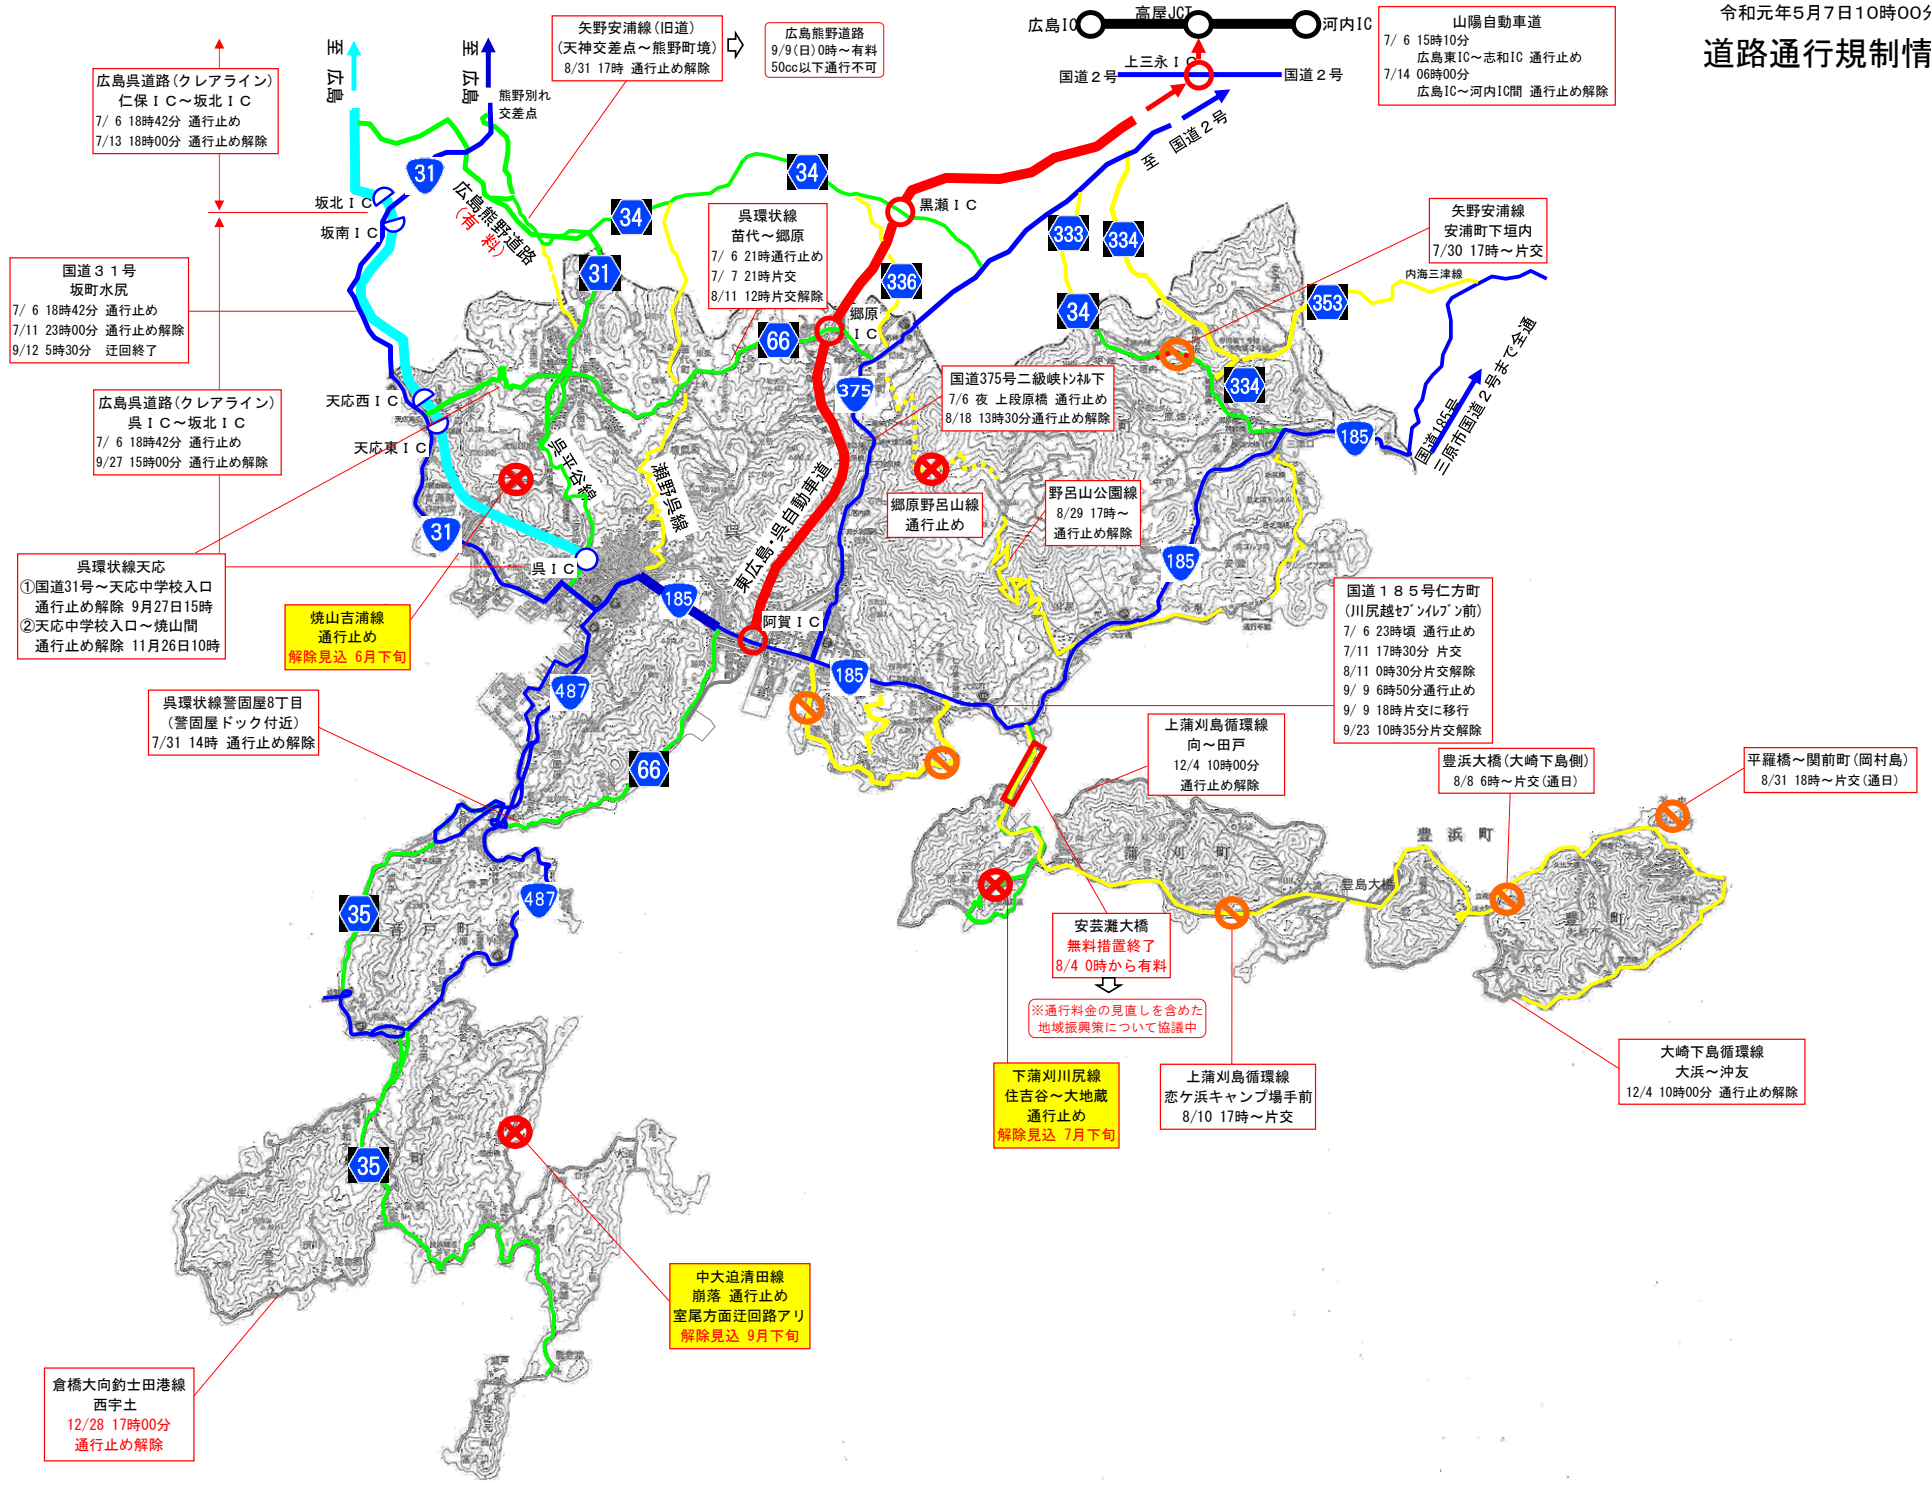 令和元年5月7日10時00分
道路通行規制情
広島IC
高屋JCT
河内IC
上三永ＩＣ
国道２号
国道２号
山陽自動車道
7/ 6 15時10分
広島東IC～志和IC 通行止め
7/14 06時00分
広島IC～河内IC間 通行止め解除
矢野安浦線(旧道)
(天神交差点～熊野町境)
8/31 17時 通行止め解除
広島熊野道路
9/9(日)0時～有料
50cc以下通行不可
至 広島
至 広島
熊野別れ
交差点
広島呉道路(クレアライン)
仁保ＩＣ～坂北ＩＣ
7/ 6 18時42分 通行止め
7/13 18時00分 通行止め解除
31
坂北ＩＣ
坂南ＩＣ
広島熊野道路
(有 料)
34
34
31
至 国道２号
黒瀬ＩＣ
336
333
334
34
353
内海三津線
334
矢野安浦線
安浦町下垣内
7/30 17時～片交
呉環状線
苗代～郷原
7/ 6 21時通行止め
7/ 7 21時片交
8/11 12時片交解除
国道３１号
坂町水尻
7/ 6 18時42分 通行止め
7/11 23時00分 通行止め解除
9/12 5時30分 迂回終了
郷原
ＩＣ
66
375
国道375号二級峡ﾄﾝﾈﾙ下
7/6 夜 上段原橋 通行止め
8/18 13時30分通行止め解除
広島呉道路(クレアライン)
呉ＩＣ～坂北ＩＣ
7/ 6 18時42分 通行止め
9/27 15時00分 通行止め解除
天応西ＩＣ
天応東ＩＣ
呉平谷線
瀬野呉線
東広島・呉自動車道
呉
185
国道185号
三原市国道２号まで全通
郷原野呂山線
通行止め
野呂山公園線
8/29 17時～
通行止め解除
31
呉ＩＣ
185
185
呉環状線天応
①国道31号～天応中学校入口
通行止め解除 9月27日15時
②天応中学校入口～焼山間
通行止め解除 11月26日10時
焼山吉浦線
通行止め
解除見込 6月下旬
阿賀ＩＣ
185
487
国道１８５号仁方町
(川尻越ｾﾌﾞﾝｲﾚﾌﾞﾝ前)
7/ 6 23時頃 通行止め
7/11 17時30分 片交
8/11 0時30分片交解除
9/ 9 6時50分通行止め
9/ 9 18時片交に移行
9/23 10時35分片交解除
呉環状線警固屋8丁目
(警固屋ドック付近)
7/31 14時 通行止め解除
66
上蒲刈島循環線
向～田戸
12/4 10時00分
通行止め解除
豊浜大橋(大崎下島側)
8/8 6時～片交(通日)
平羅橋～関前町(岡村島)
8/31 18時～片交(通日)
豊浜町
蒲刈町
豊島大橋
豊 町
大浜
35
487
音戸町
安芸灘大橋
無料措置終了
8/4 0時から有料
※通行料金の見直しを含めた
地域振興策について協議中
下蒲刈川尻線
住吉谷～大地蔵
通行止め
解除見込 7月下旬
上蒲刈島循環線
恋ケ浜キャンプ場手前
8/10 17時～片交
大崎下島循環線
大浜～沖友
12/4 10時00分 通行止め解除
35
町
中大迫清田線
崩落 通行止め
室尾方面迂回路アリ
解除見込 9月下旬
倉橋大向釣士田港線
西宇土
12/28 17時00分
通行止め解除